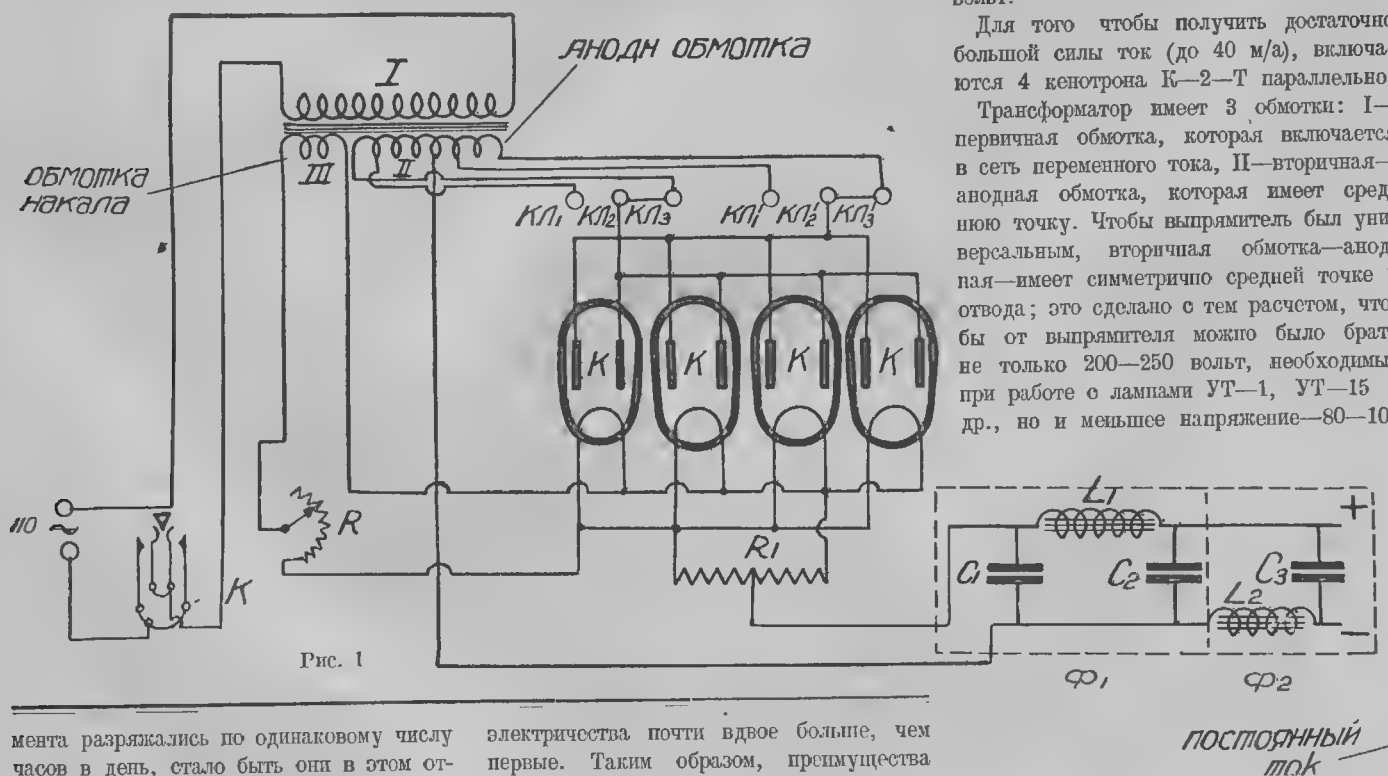 вольт.
Для того чтобы получить достаточно
большой силы ток (до 40 м/а), включа-
ются 4 кенотрона К—2—Т параллельно.
Трансформатор имеет 3 обмотки: I—
первичная обмотка, которая включается
в сеть переменного тока, II—вторичная—
анодная обмотка, которая имеет сред-
нюю точку. Чтобы выпрямитель был уни-
версальным, вторичная обмотка—анод-
ная—имеет симметрично средней точке
отвода; это сделано с тем расчетом, что-
бы от выпрямителя можно было брать
не только 200—250 вольт, необходимы
при работе с лампами УТ—1, УТ—15
др., но и меньшее напряжение—80—10
АНОДН ОБМОТКА
I
ОБМОТКА
НАКАЛА
III
II
КЛ1 КЛ2 КЛ3 КЛ1' КЛ2' КЛ3'
К К К К
110
~
К
R
R1
L1
C1
C2
L2
C3
+
—
Ф1 Ф2
Рис. 1
ПОСТОЯННЫЙ
ТОК
мента разряжались по одинаковому числу
часов в день, стало быть они в этом от-
электричества почти вдвое больше, чем
первые. Таким образом, преимущества